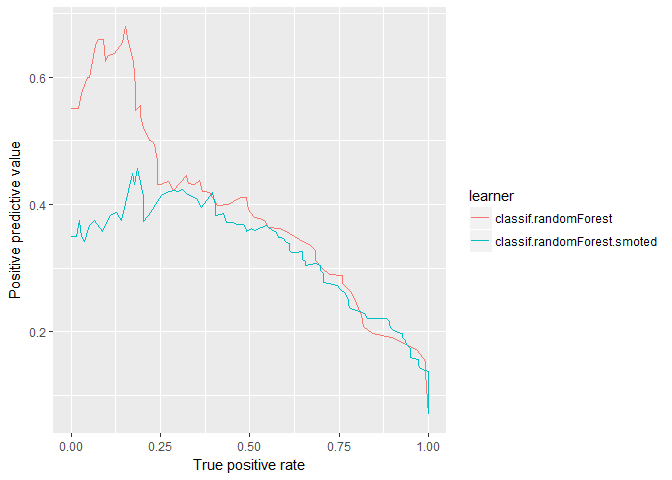 0.6
0.4
0.2
Positive predictive value
0.00
0.25
0.50
0.75
1.00
True positive rate
learner
classif.randomForest
classif.randomForest.smoted